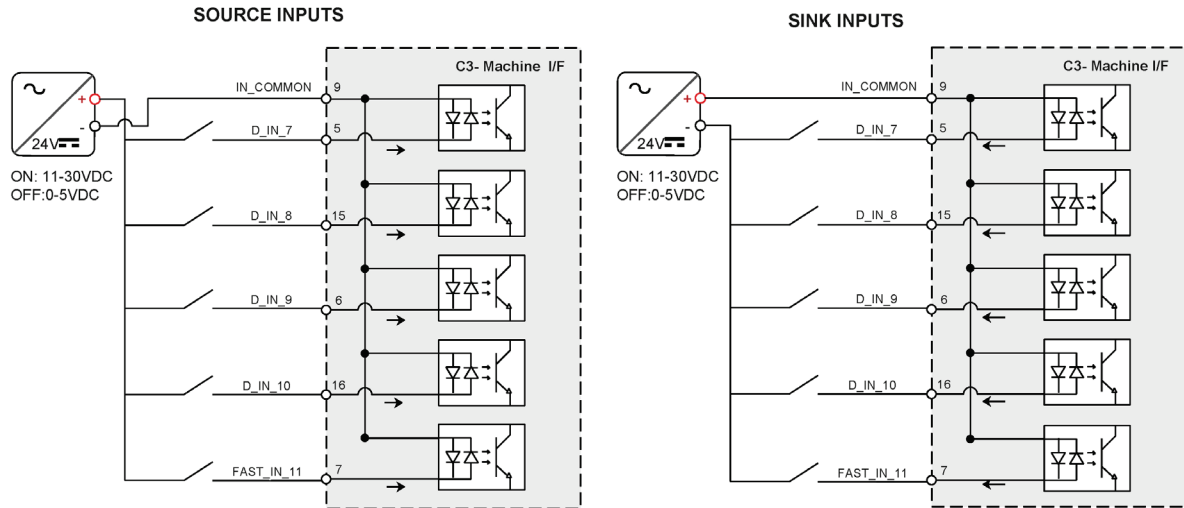 SOURCE INPUTS
C3- Machine I/F
IN_COMMON 9
+
-
24V
D_IN_7 5
ON: 11-30VDC
OFF:0-5VDC
D_IN_8 15
D_IN_9 6
D_IN_10 16
FAST_IN_11 7
SINK INPUTS
C3- Machine I/F
IN_COMMON 9
+
-
24V
D_IN_7 5
ON: 11-30VDC
OFF:0-5VDC
D_IN_8 15
D_IN_9 6
D_IN_10 16
FAST_IN_11 7